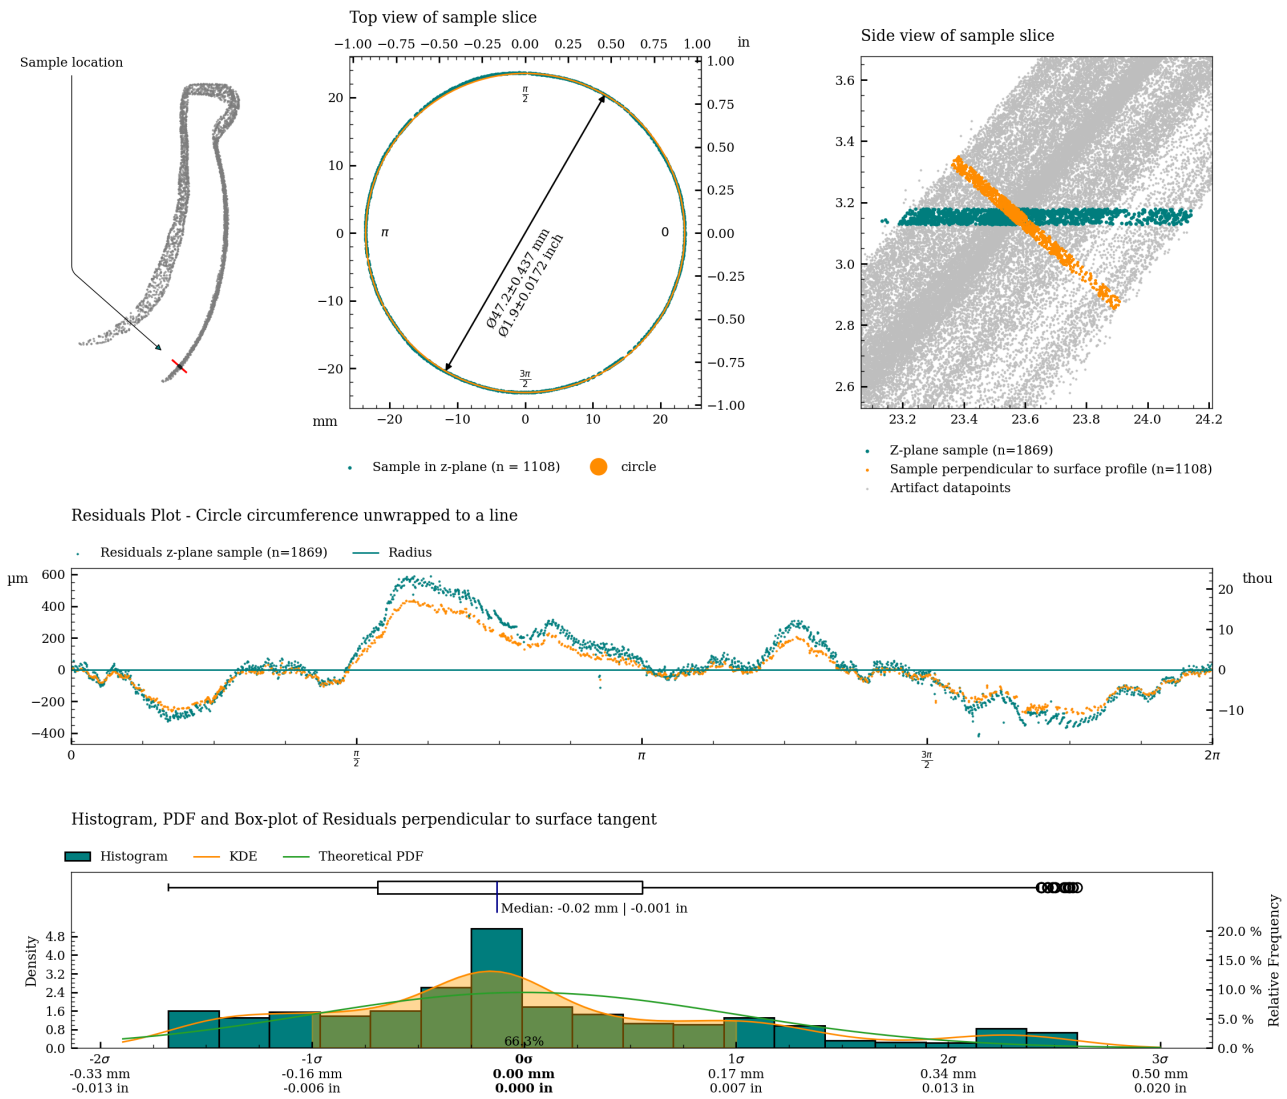 Top view of sample slice
Side view of sample slice
Sample location
−1.00 −0.75 −0.50 −0.25 0.00 0.25 0.50 0.75 1.00 in
20
10
0
−10
−20
mm
−20 −10 0 10 20
1.00
0.75
0.50
0.25
0.00
−0.25
−0.50
−0.75
−1.00
π/2
π
0
3π/2
Ø47.2±0.437 mm
Ø1.9±0.0172 inch
Sample in z-plane (n = 1108)
circle
3.6
3.4
3.2
3.0
2.8
2.6
23.2 23.4 23.6 23.8 24.0 24.2
Z-plane sample (n=1869)
Sample perpendicular to surface profile (n=1108)
Artifact datapoints
Residuals Plot - Circle circumference unwrapped to a line
Residuals z-plane sample (n=1869)
Radius
µm
600
400
200
0
−200
−400
thou
20
10
0
−10
0 π/2 π 3π/2 2π
Histogram, PDF and Box-plot of Residuals perpendicular to surface tangent
Histogram
KDE
Theoretical PDF
Median: -0.02 mm | -0.001 in
Density
4.8
4.0
3.2
2.4
1.6
0.8
0.0
Relative Frequency
20.0 %
15.0 %
10.0 %
5.0 %
0.0 %
66.3%
-2σ -1σ 0σ 1σ 2σ 3σ
-0.33 mm -0.16 mm 0.00 mm 0.17 mm 0.34 mm 0.50 mm
-0.013 in -0.006 in 0.000 in 0.007 in 0.013 in 0.020 in